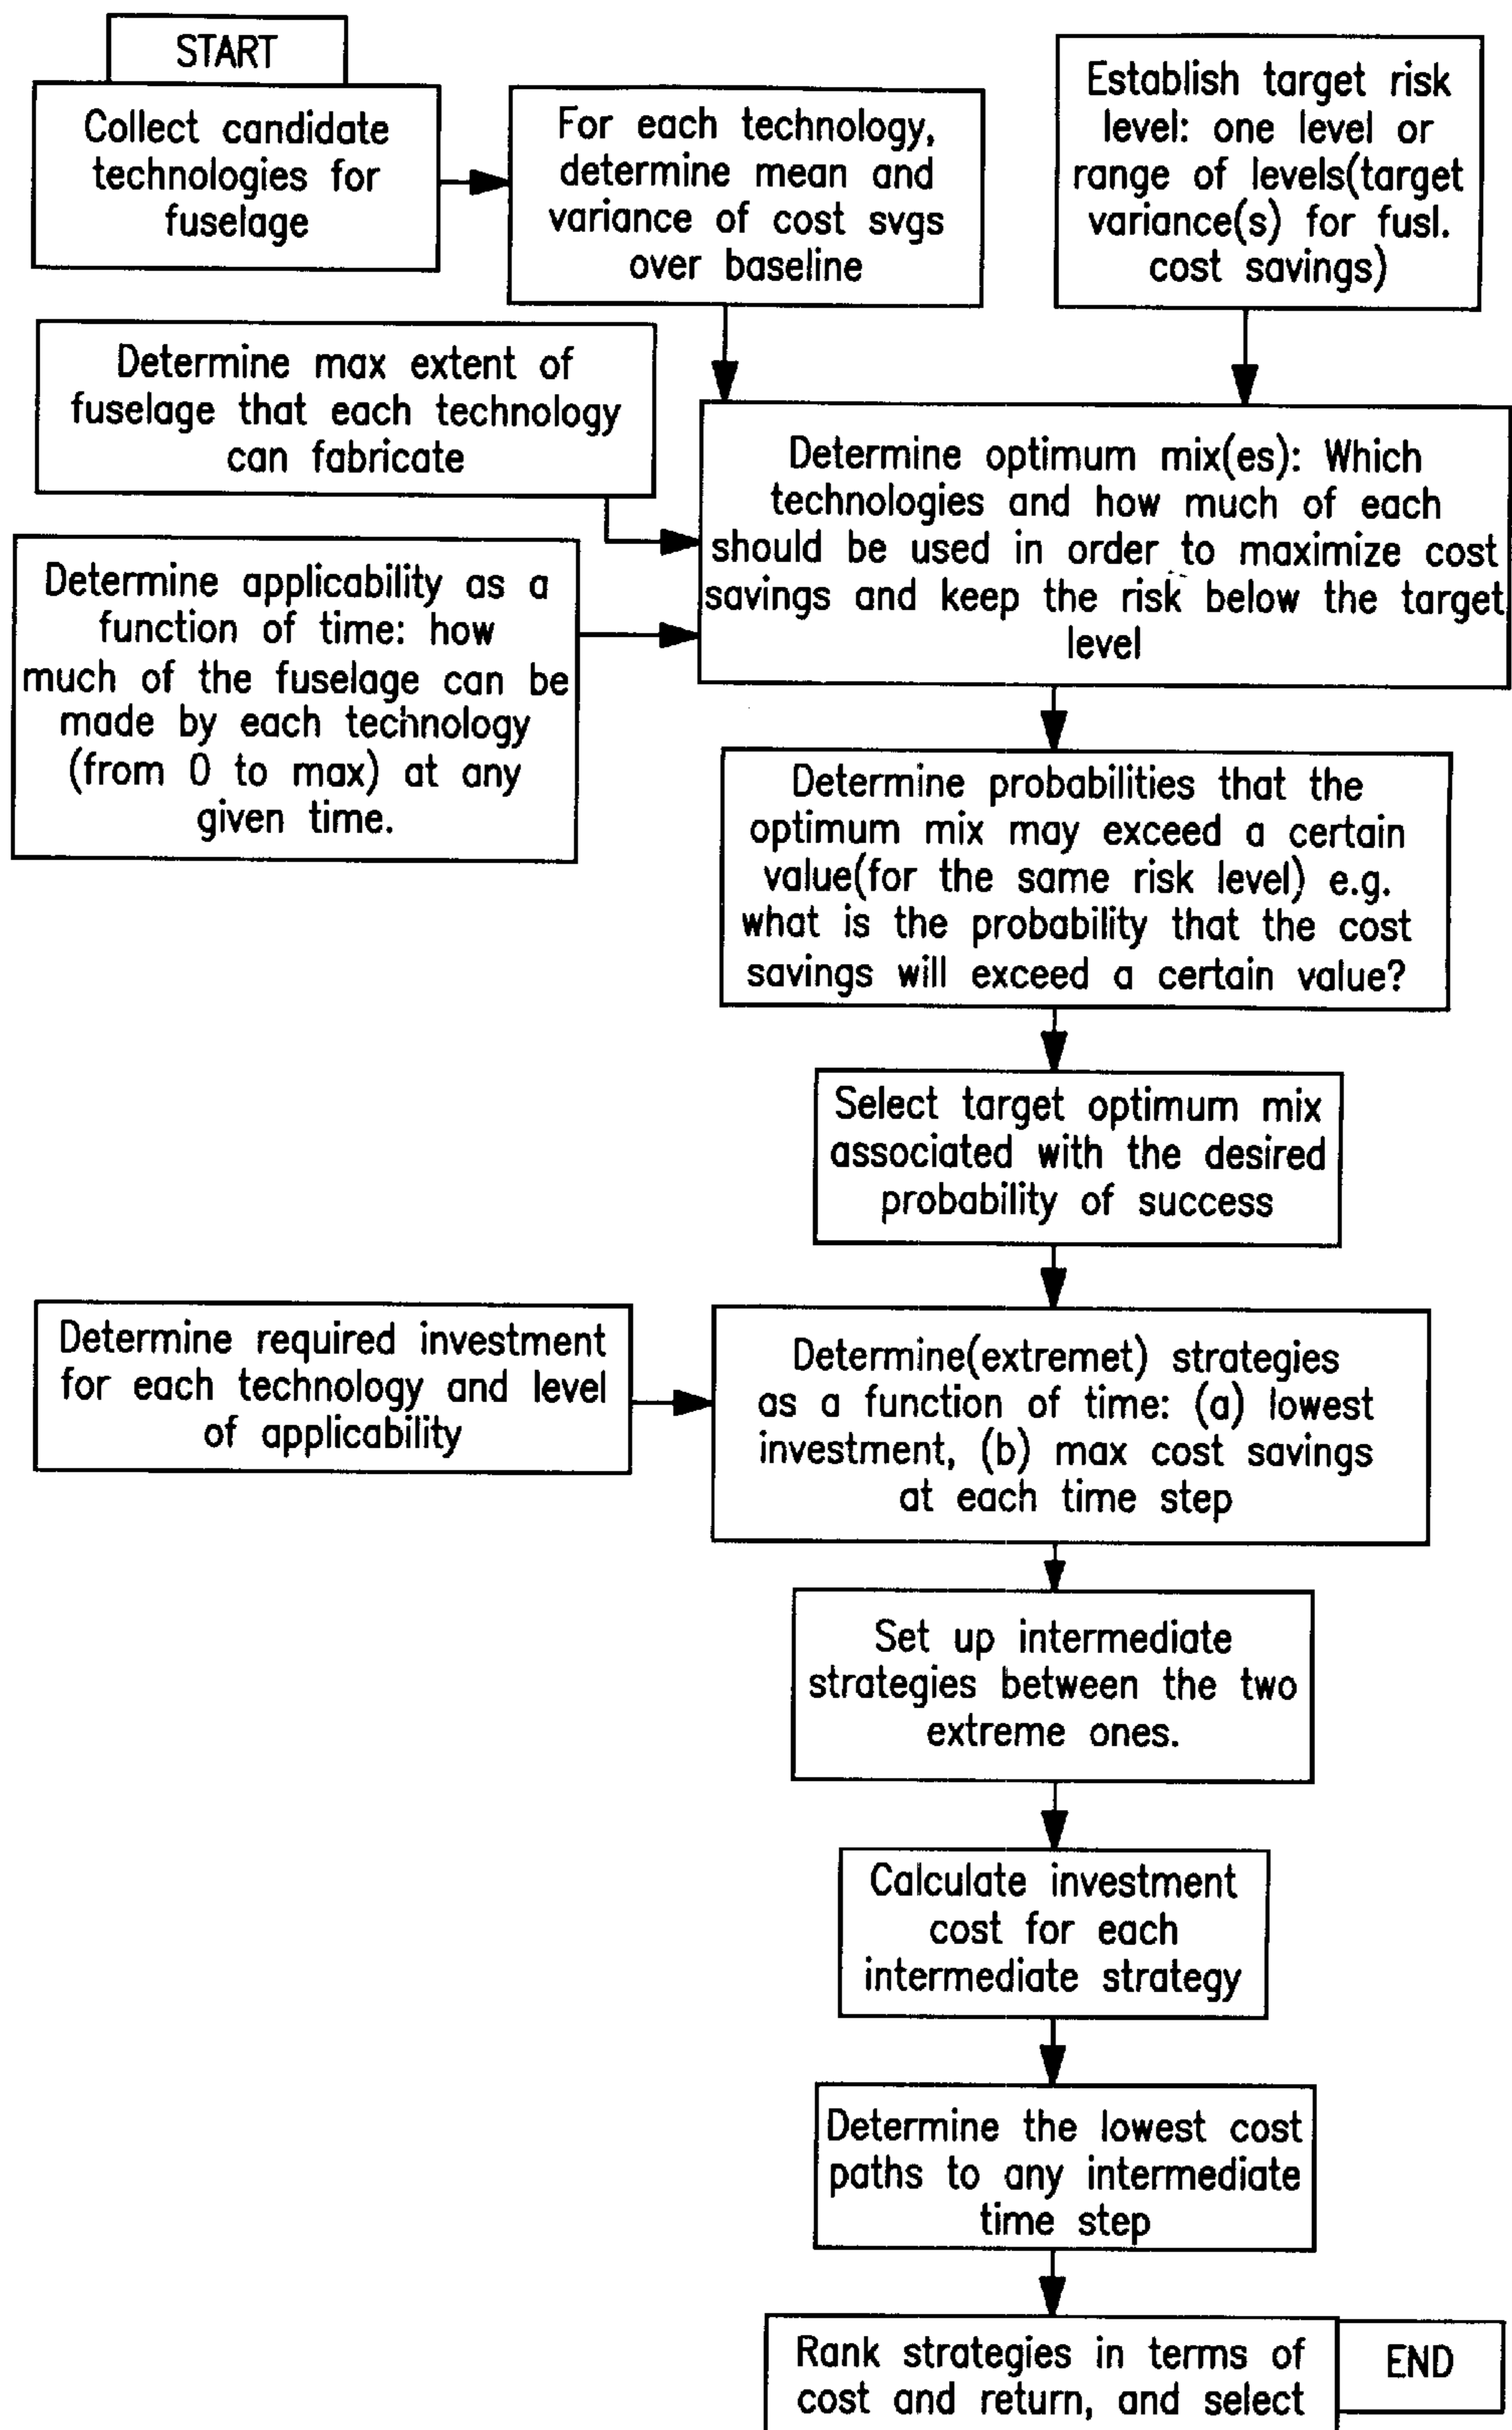 START
Collect candidate
technologies for
fuselage
For each technology,
determine mean and
variance of cost svgs
over baseline
Establish target risk
level: one level or
range of levels(target
variance(s) for fusl.
cost savings)
Determine max extent of
fuselage that each technology
can fabricate
Determine applicability as a
function of time: how
much of the fuselage can be
made by each technology
(from 0 to max) at any
given time.
Determine optimum mix(es): Which
technologies and how much of each
should be used in order to maximize cost
savings and keep the risk below the target
level
Determine probabilities that the
optimum mix may exceed a certain
value(for the same risk level) e.g.
what is the probability that the cost
savings will exceed a certain value?
Select target optimum mix
associated with the desired
probability of success
Determine required investment
for each technology and level
of applicability
Determine(extremet) strategies
as a function of time: (a) lowest
investment, (b) max cost savings
at each time step
Set up intermediate
strategies between the two
extreme ones.
Calculate investment
cost for each
intermediate strategy
Determine the lowest cost
paths to any intermediate
time step
Rank strategies in terms of
cost and return, and select
END